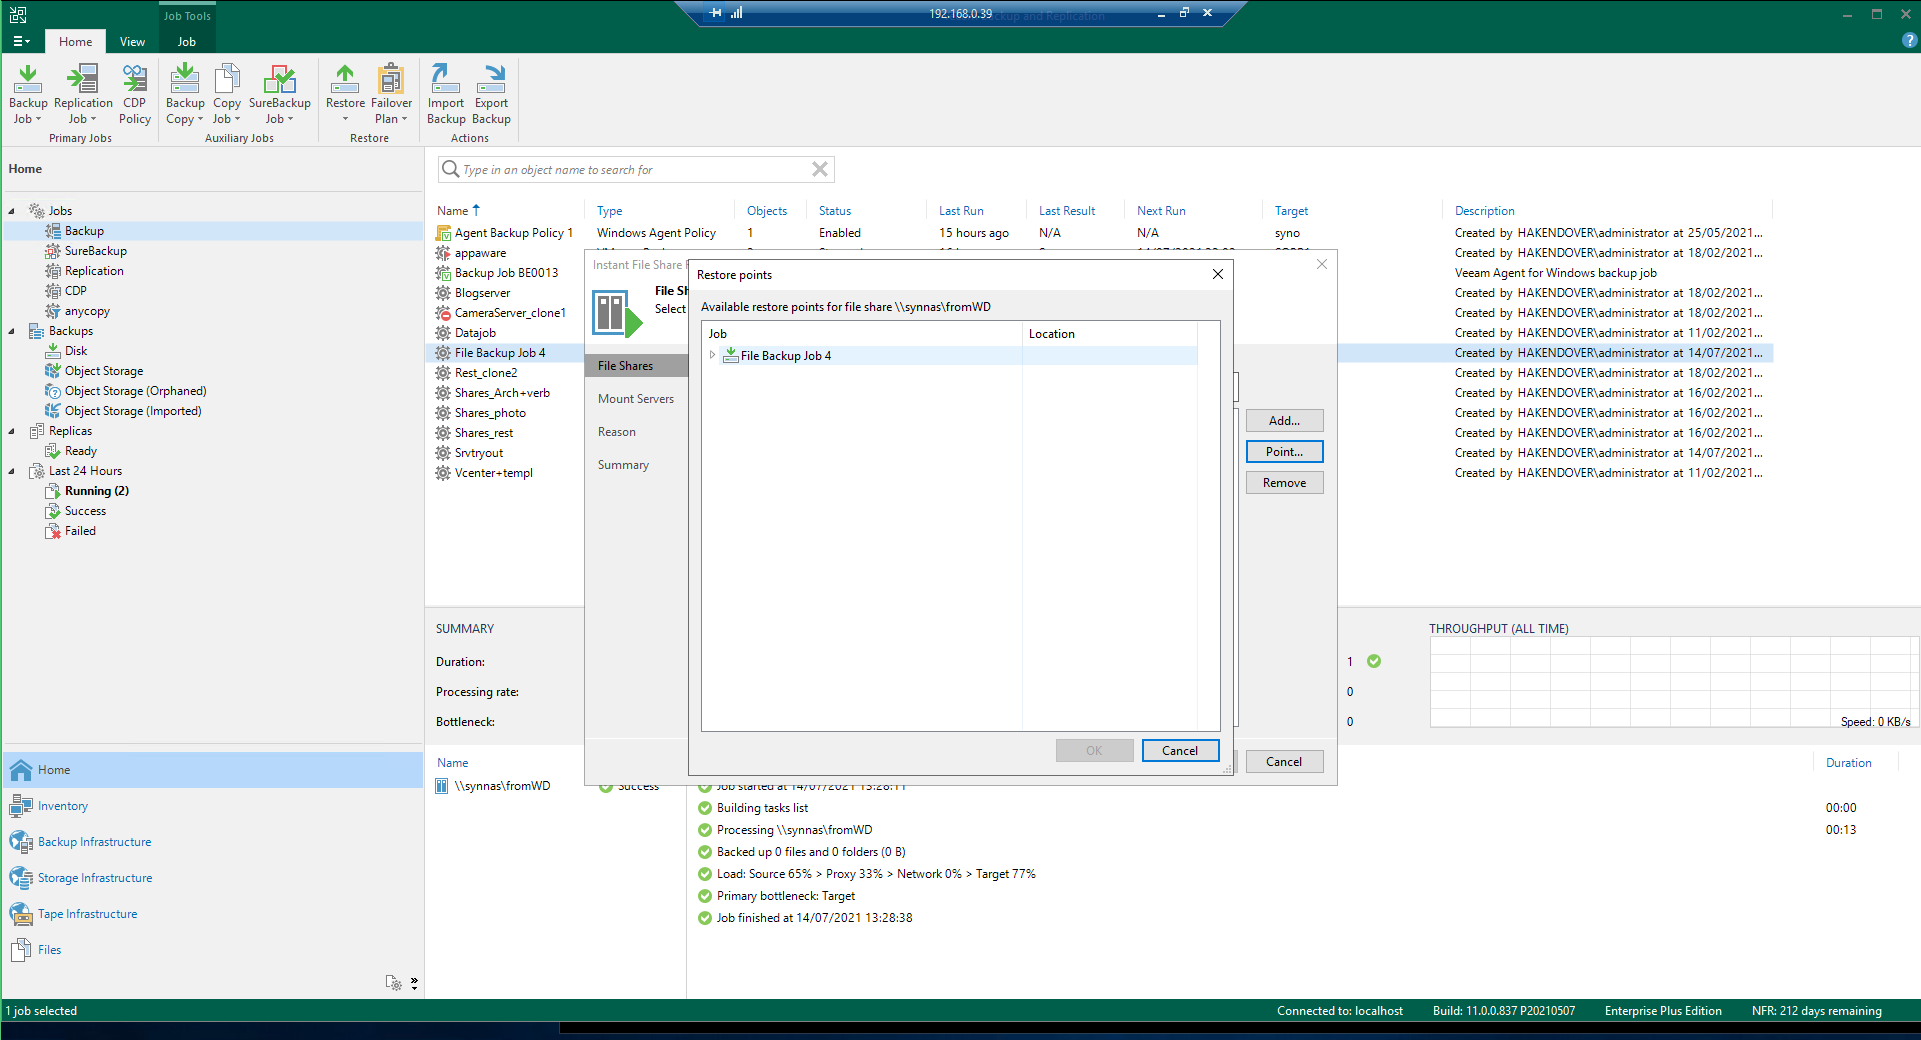 Job Tools
192.168.0.39
ckup and Replication
Home
View
Job
Backup Job
Replication Job
CDP Policy
Primary Jobs
Backup Copy
Copy Job
SureBackup Job
Auxiliary Jobs
Restore
Failover Plan
Restore
Import Backup
Export Backup
Actions
Home
Type in an object name to search for
Jobs
Backup
SureBackup
Replication
CDP
anycopy
Backups
Disk
Object Storage
Object Storage (Orphaned)
Object Storage (Imported)
Replicas
Ready
Last 24 Hours
Running (2)
Success
Failed
Name Type Objects Status Last Run Last Result Next Run Target Description
Agent Backup Policy 1 Windows Agent Policy 1 Enabled 15 hours ago N/A N/A syno Created by HAKENDOVER\administrator at 25/05/2021...
appaware Created by HAKENDOVER\administrator at 18/02/2021...
Backup Job BE0013 Veeam Agent for Windows backup job
Blogserver Created by HAKENDOVER\administrator at 18/02/2021...
CameraServer_clone1 Created by HAKENDOVER\administrator at 18/02/2021...
Datajob Created by HAKENDOVER\administrator at 11/02/2021...
File Backup Job 4 Created by HAKENDOVER\administrator at 14/07/2021...
Rest_clone2 Created by HAKENDOVER\administrator at 18/02/2021...
Shares_Arch+verb Created by HAKENDOVER\administrator at 16/02/2021...
Shares_photo Created by HAKENDOVER\administrator at 16/02/2021...
Shares_rest Created by HAKENDOVER\administrator at 16/02/2021...
Srvtryout Created by HAKENDOVER\administrator at 14/07/2021...
Vcenter+templ Created by HAKENDOVER\administrator at 11/02/2021...
Instant File Share
File Sh
Select
File Shares
Mount Servers
Reason
Summary
Restore points
Available restore points for file share \\synnas\fromWD
Job Location
File Backup Job 4
OK
Cancel
Add...
Point...
Remove
Cancel
SUMMARY
Duration:
Processing rate:
Bottleneck:
1
0
0
THROUGHPUT (ALL TIME)
Speed: 0 KB/s
Name
\\synnas\fromWD Success
Duration
Job started at 14/07/2021 13:28:11
Building tasks list 00:00
Processing \\synnas\fromWD 00:13
Backed up 0 files and 0 folders (0 B)
Load: Source 65% > Proxy 33% > Network 0% > Target 77%
Primary bottleneck: Target
Job finished at 14/07/2021 13:28:38
Home
Inventory
Backup Infrastructure
Storage Infrastructure
Tape Infrastructure
Files
1 job selected
Connected to: localhost
Build: 11.0.0.837 P20210507
Enterprise Plus Edition
NFR: 212 days remaining